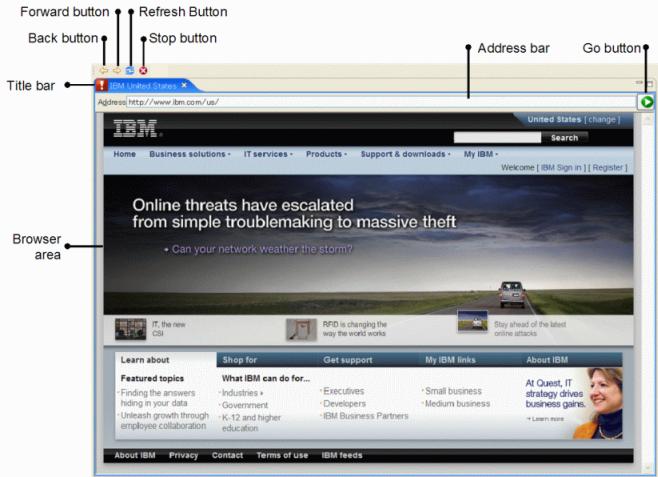 Forward button
Refresh Button
Back button
Stop button
Address bar
Go button
Title bar
IBM United States
Address http://www.ibm.com/us/
United States [ change ]
IBM
Search
Home Business solutions IT services Products Support & downloads My IBM
Welcome [ IBM Sign in ] [ Register ]
Online threats have escalated
from simple troublemaking to massive theft
Can your network weather the storm?
Browser
area
IT, the new
CSI
RFID is changing the
way the world works
Stay ahead of the latest
online attacks
Learn about Shop for Get support My IBM links About IBM
Featured topics
Finding the answers
hiding in your data
Unleash growth through
employee collaboration
What IBM can do for...
Industries
Government
K-12 and higher
education
Executives
Developers
IBM Business Partners
Small business
Medium business
At Quest, IT
strategy drives
business gains.
Learn more
About IBM Privacy Contact Terms of use IBM feeds